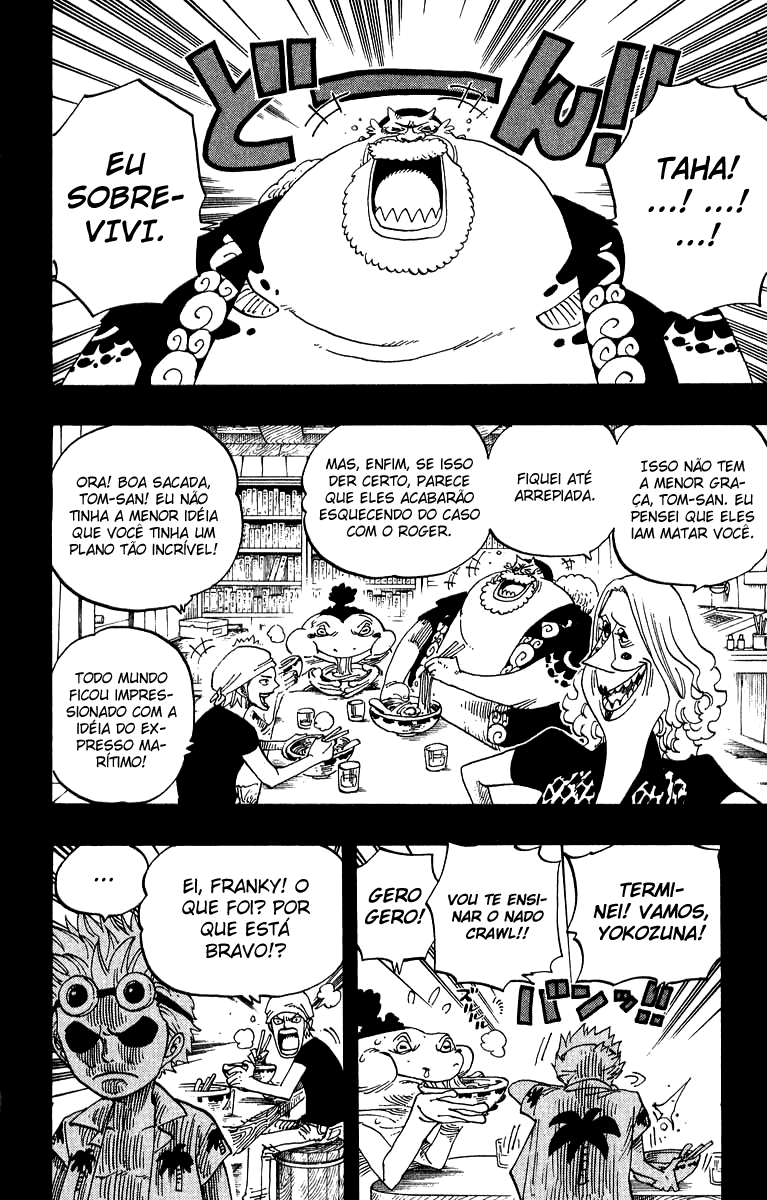 どーん!!
TAHA!
...! ...!
...!
EU
SOBRE-
VIVI.
ISSO NÃO TEM
A MENOR GRA-
ÇA, TOM-SAN. EU
PENSEI QUE ELES
IAM MATAR VOCÊ.
FIQUEI ATÉ
ARREPIADA.
MAS, ENFIM, SE ISSO
DER CERTO, PARECE
QUE ELES ACABARÃO
ESQUECENDO DO CASO
COM O ROGER.
ORA! BOA SACADA,
TOM-SAN! EU NÃO
TINHA A MENOR IDÉIA
QUE VOCÊ TINHA UM
PLANO TÃO INCRÍVEL!
TODO MUNDO
FICOU IMPRES-
SIONADO COM A
IDÉIA DO EX-
PRESSO MA-
RÍTIMO!
TERMI-
NEI! VAMOS,
YOKOZUNA!
VOU TE ENSI-
NAR O NADO
CRAWL!!
GERO
GERO!
バンッ!!
EI, FRANKY! O
QUE FOI? POR
QUE ESTÁ
BRAVO!?
...